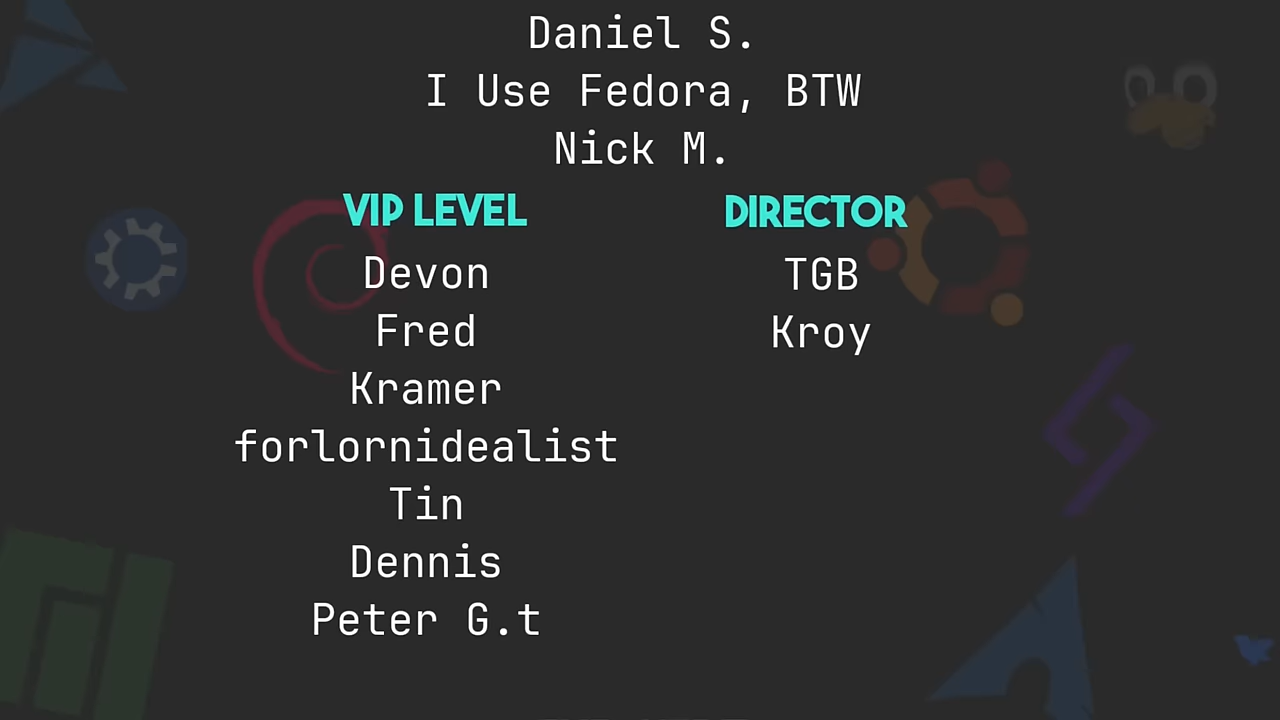 Daniel S.
I Use Fedora, BTW
Nick M.
VIP LEVEL
Devon
Fred
Kramer
forlornidealist
Tin
Dennis
Peter G.t
DIRECTOR
TGB
Kroy